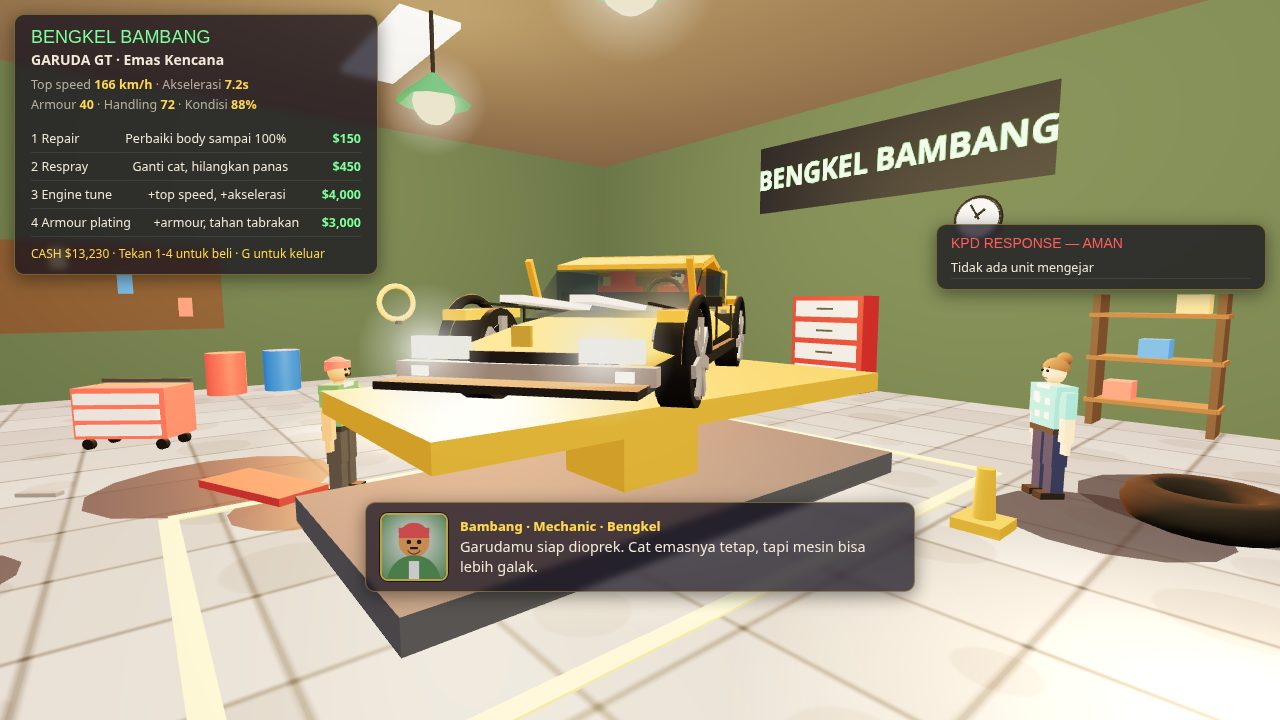 BENGKEL BAMBANG
GARUDA GT · Emas Kencana
Top speed 166 km/h · Akselerasi 7.2s
Armour 40 · Handling 72 · Kondisi 88%
1 Repair Perbaiki body sampai 100% $150
2 Respray Ganti cat, hilangkan panas $450
3 Engine tune +top speed, +akselerasi $4,000
4 Armour plating +armour, tahan tabrakan $3,000
CASH $13,230 · Tekan 1-4 untuk beli · G untuk keluar
BENGKEL BAMBANG
KPD RESPONSE — AMAN
Tidak ada unit mengejar
Bambang · Mechanic · Bengkel
Garudamu siap dioprek. Cat emasnya tetap, tapi mesin bisa
lebih galak.